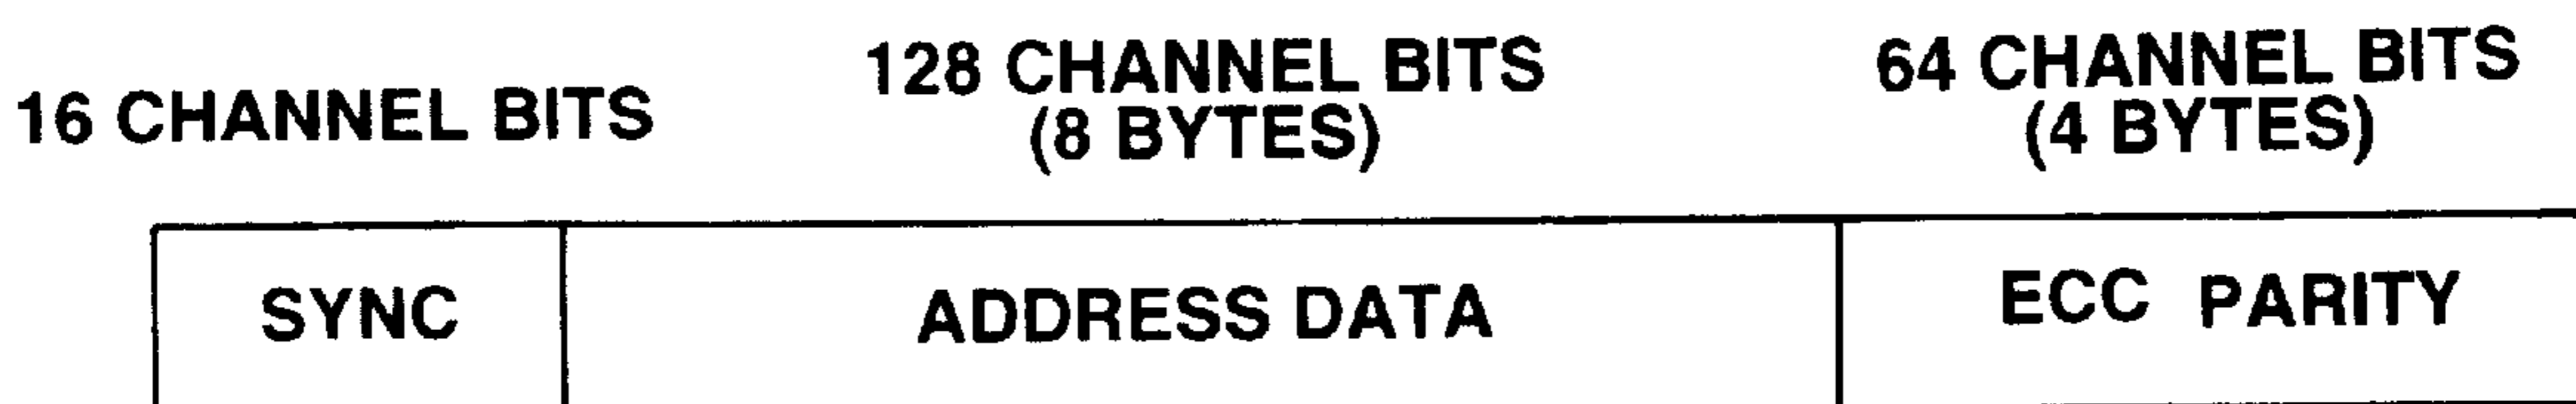 16 CHANNEL BITS
128 CHANNEL BITS
(8 BYTES)
64 CHANNEL BITS
(4 BYTES)
SYNC
ADDRESS DATA
ECC PARITY